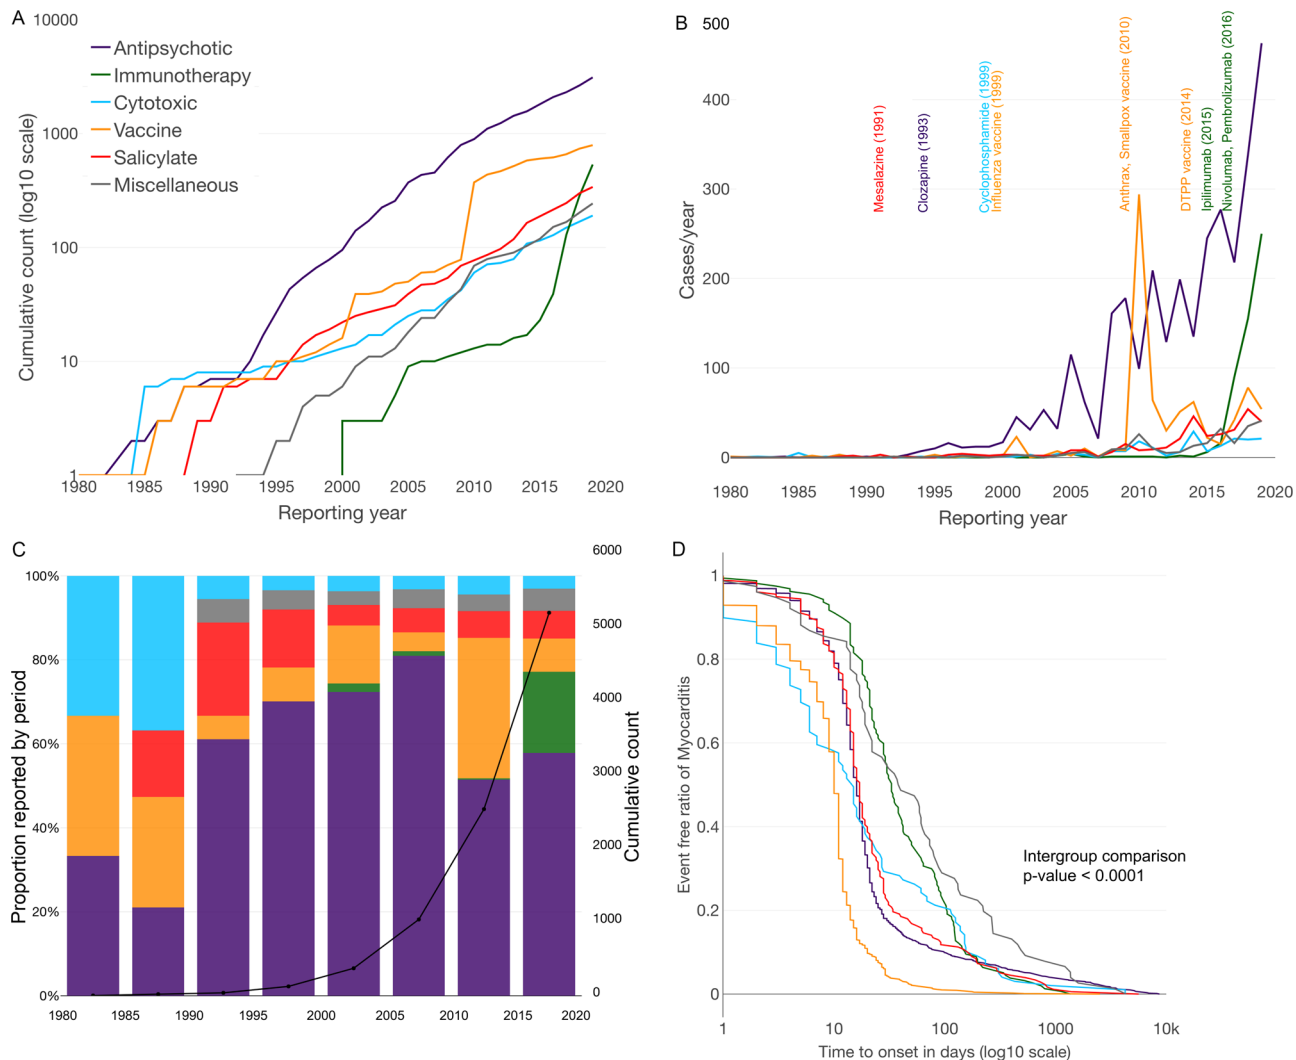 A
10000
1000
100
10
1
Cumulative count (log10 scale)
Antipsychotic
Immunotherapy
Cytotoxic
Vaccine
Salicylate
Miscellaneous
1980 1985 1990 1995 2000 2005 2010 2015 2020
Reporting year
B
500
400
300
200
100
0
Cases/year
Mesalazine (1991)
Clozapine (1993)
Cyclophosphamide (1999)
Influenza vaccine (1999)
Anthrax, Smallpox vaccine (2010)
DTPP vaccine (2014)
Ipilimumab (2015)
Nivolumab, Pembrolizumab (2016)
1980 1985 1990 1995 2000 2005 2010 2015 2020
Reporting year
C
100%
80%
60%
40%
20%
0%
Proportion reported by period
6000
5000
4000
3000
2000
1000
0
Cumulative count
1980 1985 1990 1995 2000 2005 2010 2015 2020
D
1
0.8
0.6
0.4
0.2
0
Event free ratio of Myocarditis
Intergroup comparison
p-value < 0.0001
1 10 100 1000 10k
Time to onset in days (log10 scale)